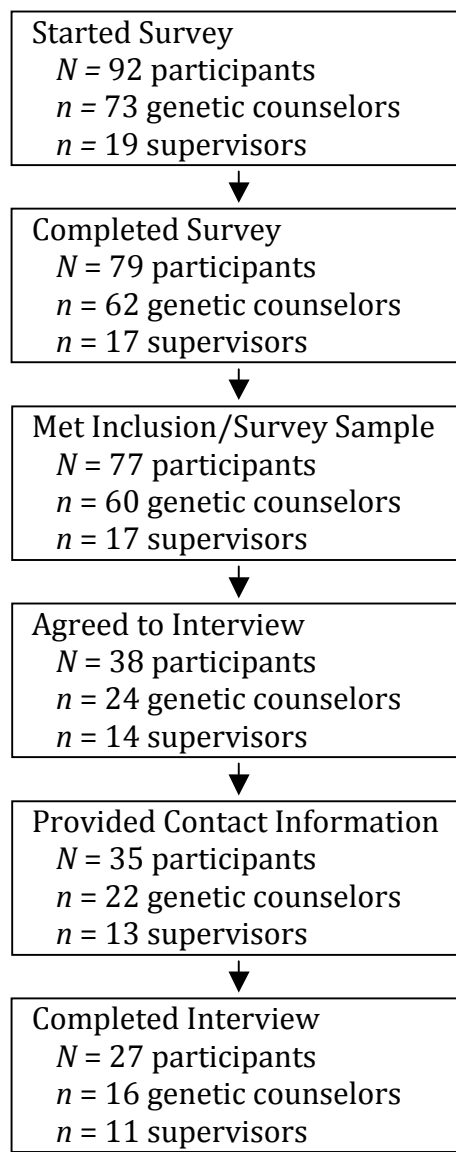 Started Survey
N = 92 participants
n = 73 genetic counselors
n = 19 supervisors
Completed Survey
N = 79 participants
n = 62 genetic counselors
n = 17 supervisors
Met Inclusion/Survey Sample
N = 77 participants
n = 60 genetic counselors
n = 17 supervisors
Agreed to Interview
N = 38 participants
n = 24 genetic counselors
n = 14 supervisors
Provided Contact Information
N = 35 participants
n = 22 genetic counselors
n = 13 supervisors
Completed Interview
N = 27 participants
n = 16 genetic counselors
n = 11 supervisors